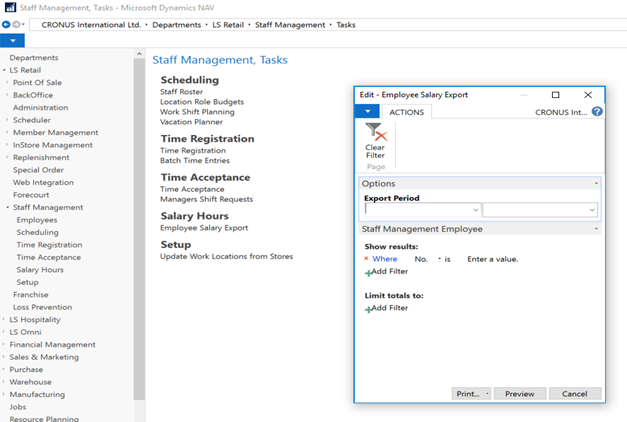 Staff Management, Tasks - Microsoft Dynamics NAV
CRONUS International Ltd. · Departments · LS Retail · Staff Management · Tasks
Departments
LS Retail
Point Of Sale
BackOffice
Administration
Scheduler
Member Management
InStore Management
Replenishment
Special Order
Web Integration
Forecourt
Staff Management
Employees
Scheduling
Time Registration
Time Acceptance
Salary Hours
Setup
Franchise
Loss Prevention
LS Hospitality
LS Omni
Financial Management
Sales & Marketing
Purchase
Warehouse
Manufacturing
Jobs
Resource Planning
Staff Management, Tasks
Scheduling
Staff Roster
Location Role Budgets
Work Shift Planning
Vacation Planner
Time Registration
Time Registration
Batch Time Entries
Time Acceptance
Time Acceptance
Managers Shift Requests
Salary Hours
Employee Salary Export
Setup
Update Work Locations from Stores
Edit - Employee Salary Export
ACTIONS
CRONUS Int...
Clear
Filter
Page
Options
Export Period
Staff Management Employee
Show results:
Where No. is Enter a value.
Add Filter
Limit totals to:
Add Filter
Print... Preview Cancel